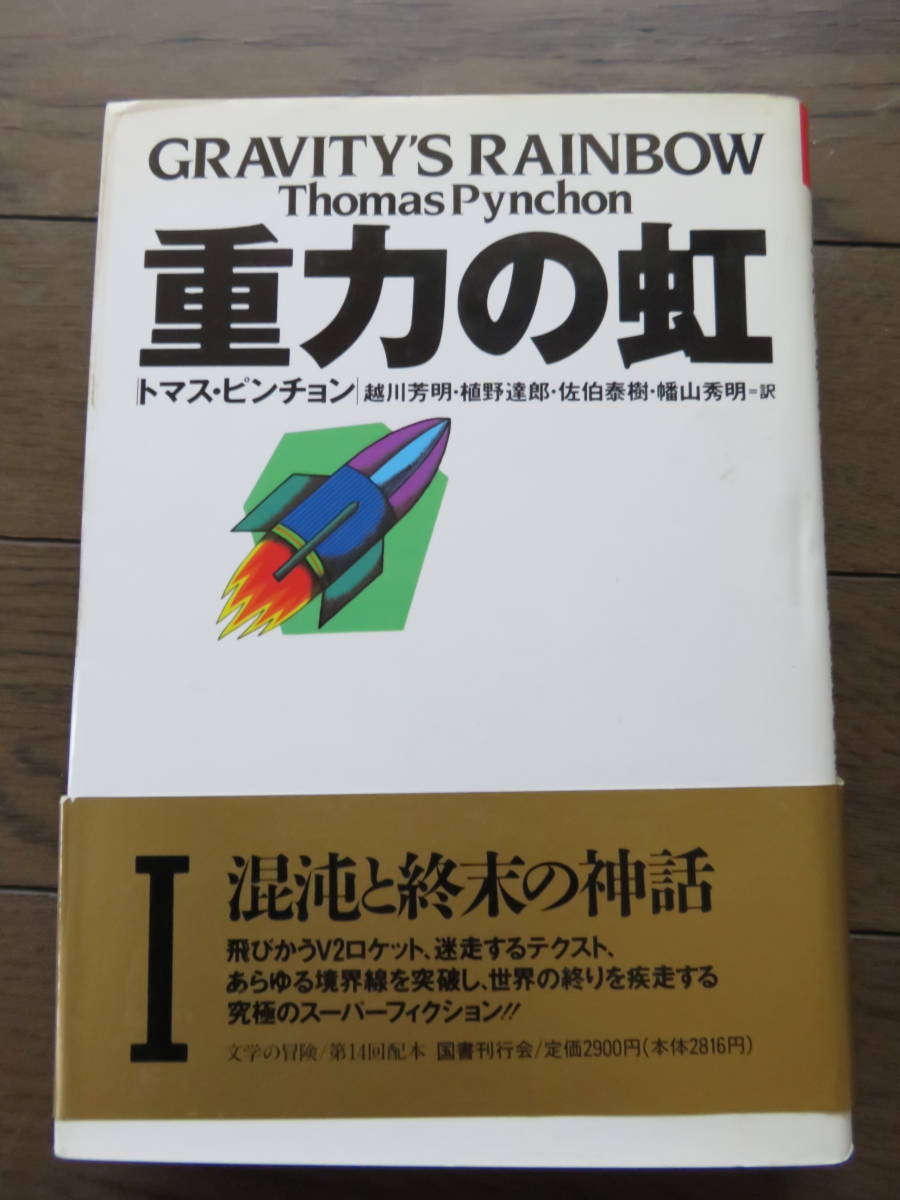 GRAVITY'S RAINBOW
Thomas Pynchon
重力の虹
|トマス・ピンチョン| 越川芳明・植野達郎・佐伯泰樹・幡山秀明=訳
I
混沌と終末の神話
飛びかうV2ロケット、迷走するテクスト、
あらゆる境界線を突破し、世界の終りを疾走する
究極のスーパーフィクション!!
文学の冒険/第14回配本 国書刊行会/定価2900円(本体2816円)